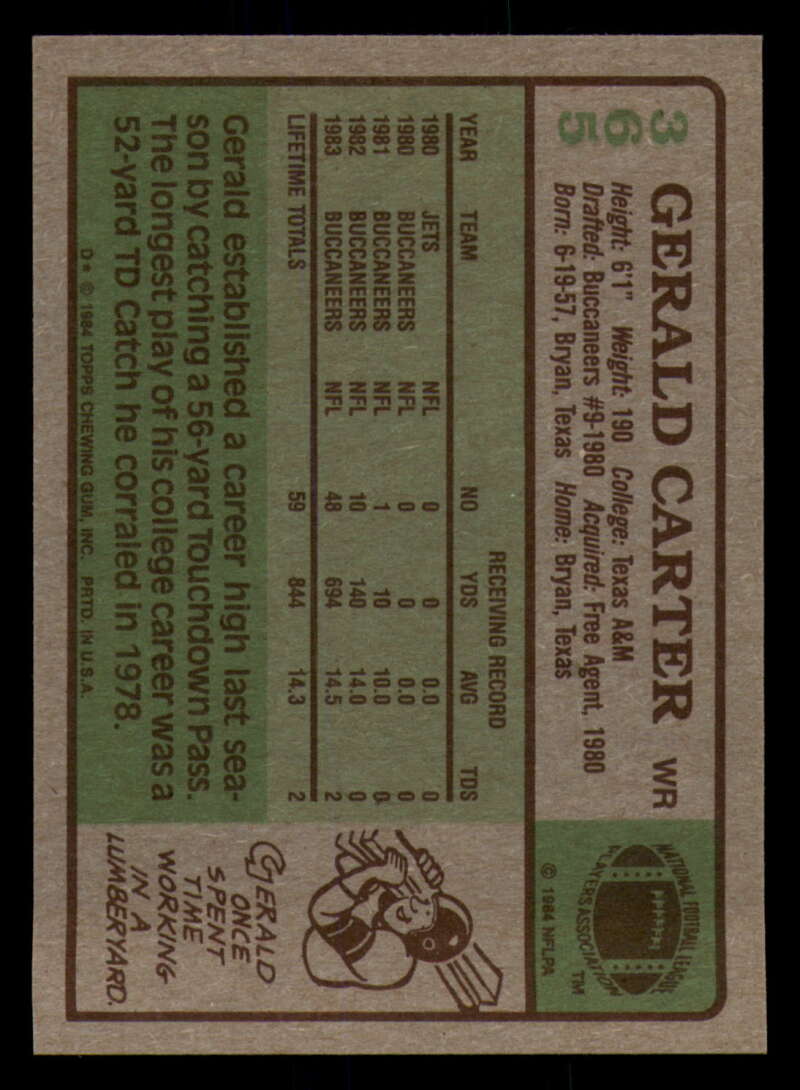 365
GERALD CARTER WR
Height: 6'1" Weight: 190 College: Texas A&M
Drafted: Buccaneers #9-1980 Acquired: Free Agent, 1980
Born: 6-19-57, Bryan, Texas Home: Bryan, Texas
NATIONAL FOOTBALL LEAGUE
PLAYERS ASSOCIATION
TM
© 1984 NFLPA
RECEIVING RECORD
YEAR TEAM NO YDS AVG TDS
1980 JETS NFL 0 0 0.0 0
1980 BUCCANEERS NFL 0 0 0.0 0
1981 BUCCANEERS NFL 1 10 10.0 0
1982 BUCCANEERS NFL 10 140 14.0 0
1983 BUCCANEERS NFL 48 694 14.5 2
LIFETIME TOTALS 59 844 14.3 2
Gerald established a career high last sea-
son by catching a 56-yard Touchdown Pass.
The longest play of his college career was a
52-yard TD Catch he corraled in 1978.
D* © 1984 TOPPS CHEWING GUM, INC. PRTD. IN U.S.A.
GERALD
ONCE
SPENT
TIME
WORKING
IN A
LUMBERYARD.